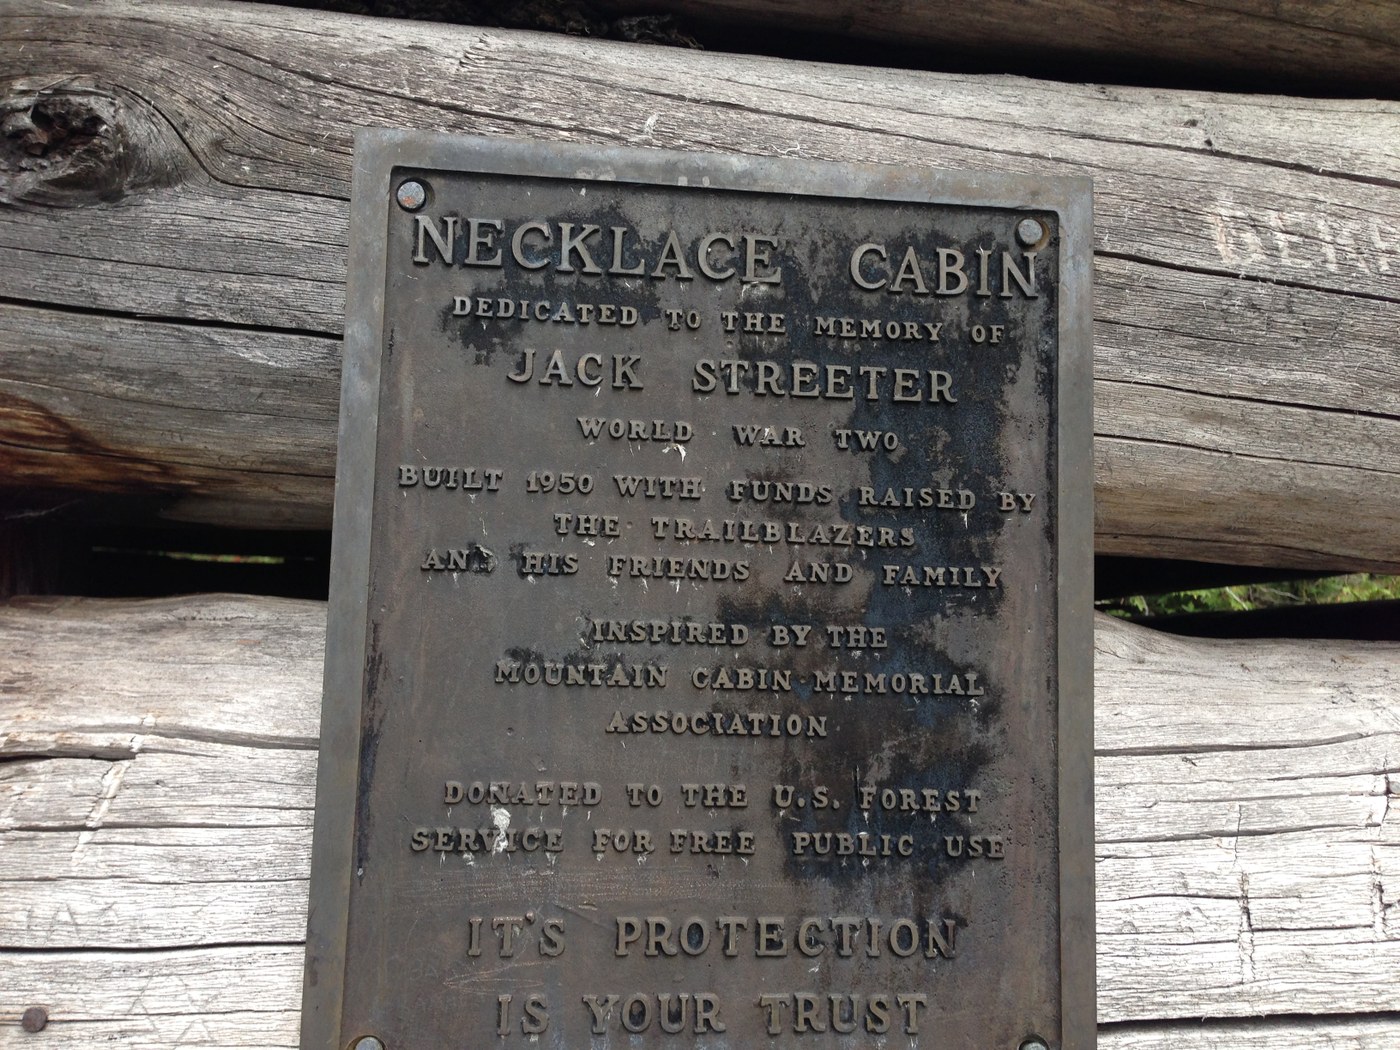 NECKLACE CABIN
DEDICATED TO THE MEMORY OF
JACK STREETER
WORLD WAR TWO
BUILT 1950 WITH FUNDS RAISED BY
THE TRAILBLAZERS
AND HIS FRIENDS AND FAMILY
INSPIRED BY THE
MOUNTAIN CABIN MEMORIAL
ASSOCIATION
DONATED TO THE U.S. FOREST
SERVICE FOR FREE PUBLIC USE
IT'S PROTECTION
IS YOUR TRUST